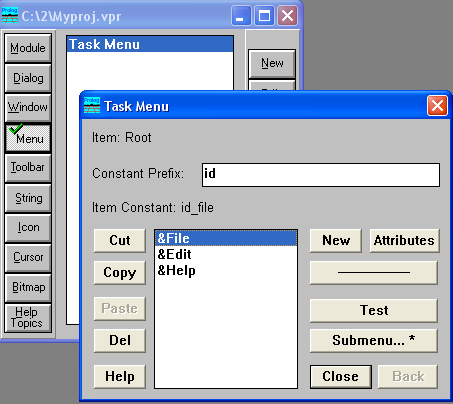 C:\2\Myproj.vpr
Module
Dialog
Window
Menu
Toolbar
String
Icon
Cursor
Bitmap
Help
Topics
Task Menu
New
Prolog
Task Menu
Item: Root
Constant Prefix: id
Item Constant: id_file
Cut
Copy
Paste
Del
Help
&File
&Edit
&Help
New
Attributes
Test
Submenu... *
Close
Back